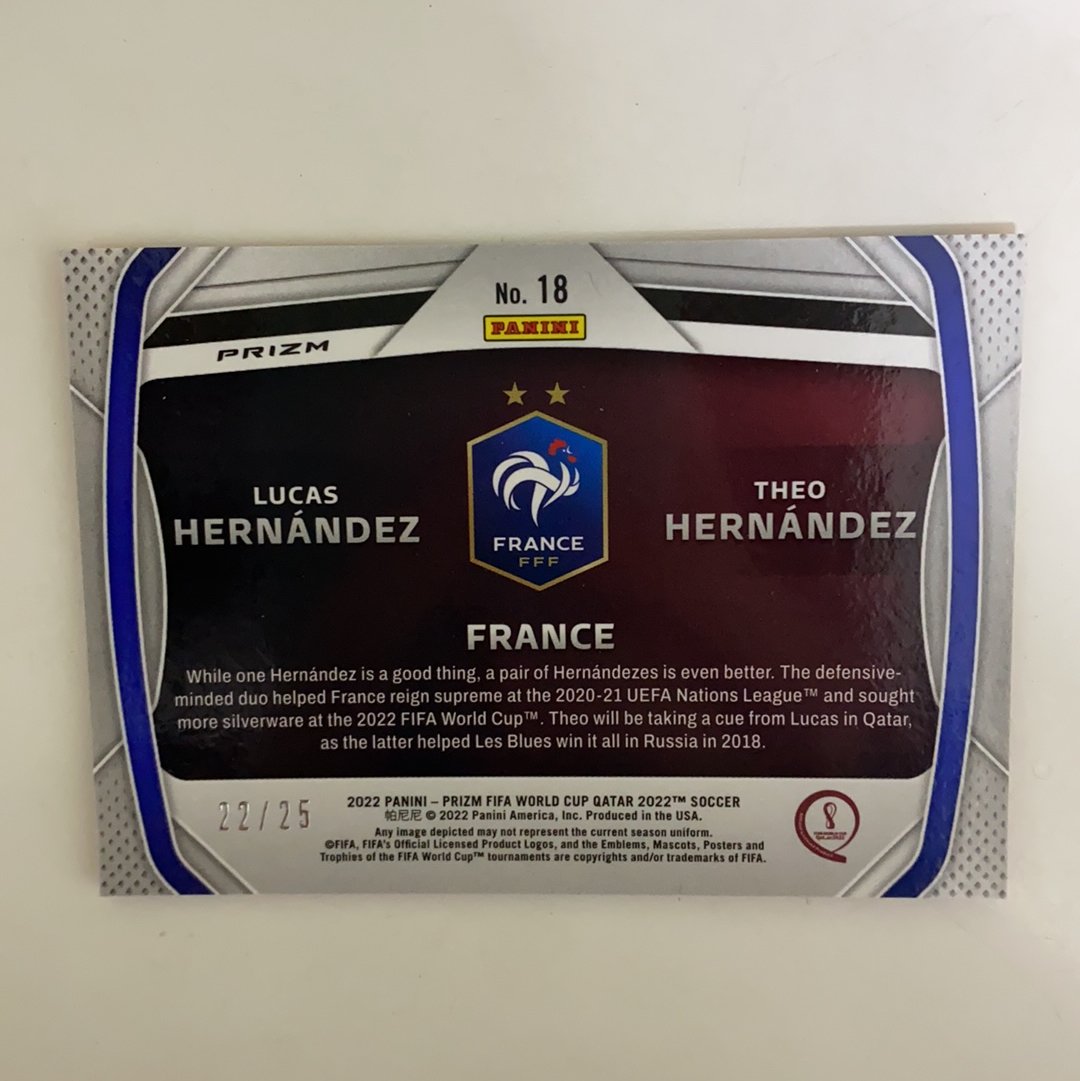 No. 18
PANINI
PRIZM
LUCAS
HERNÁNDEZ
FRANCE
FFF
THEO
HERNÁNDEZ
FRANCE
While one Hernández is a good thing, a pair of Hernándezes is even better. The defensive-
minded duo helped France reign supreme at the 2020-21 UEFA Nations League™ and sought
more silverware at the 2022 FIFA World Cup™. Theo will be taking a cue from Lucas in Qatar,
as the latter helped Les Blues win it all in Russia in 2018.
22/25
2022 PANINI – PRIZM FIFA WORLD CUP QATAR 2022™ SOCCER
帕尼尼 © 2022 Panini America, Inc. Produced in the USA.
Any image depicted may not represent the current season uniform.
©FIFA, FIFA's Official Licensed Product Logos, and the Emblems, Mascots, Posters and
Trophies of the FIFA World Cup™ tournaments are copyrights and/or trademarks of FIFA.